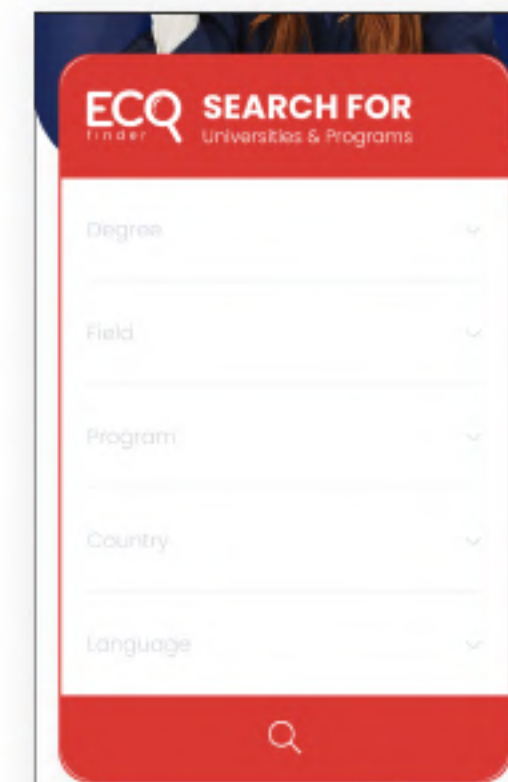 ECQ SEARCH FOR
finder Universities & Programs
Degree
Field
Program
Country
Language